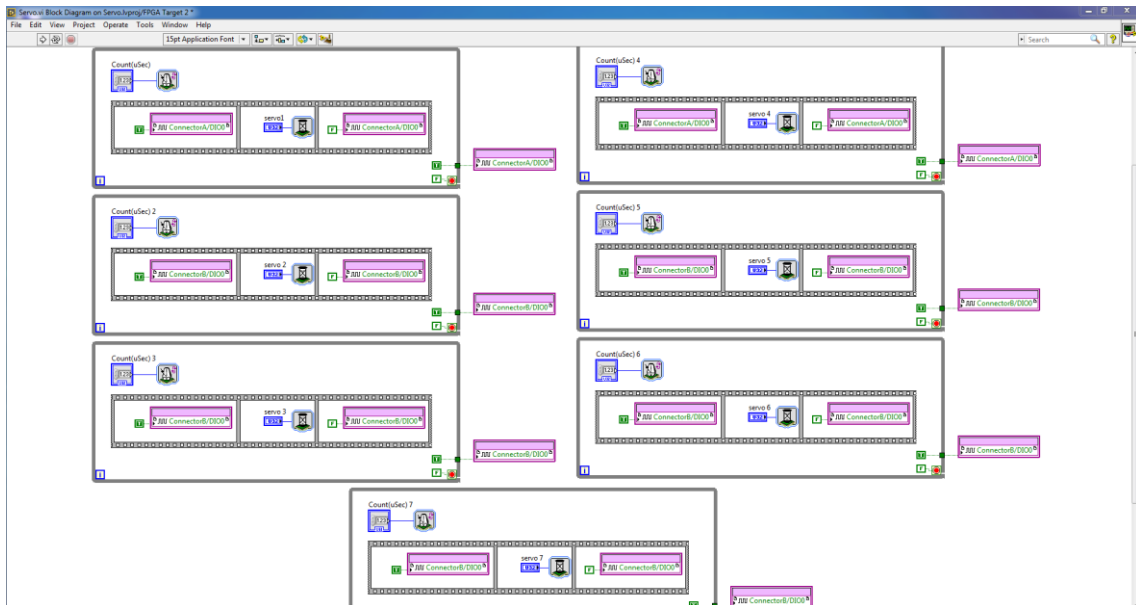 Servo.vi Block Diagram on Servo.lvproj/FPGA Target 2 *
File Edit View Project Operate Tools Window Help
15pt Application Font
Search
Count(uSec)
ConnectorA/DIO0
servo1
F
ConnectorA/DIO0
ConnectorA/DIO0
F
i
Count(uSec) 4
ConnectorA/DIO0
servo 4
F
ConnectorA/DIO0
ConnectorA/DIO0
F
i
Count(uSec) 2
ConnectorB/DIO0
servo 2
F
ConnectorB/DIO0
ConnectorB/DIO0
F
i
Count(uSec) 5
ConnectorB/DIO0
servo 5
F
ConnectorB/DIO0
ConnectorB/DIO0
F
i
Count(uSec) 3
ConnectorB/DIO0
servo 3
F
ConnectorB/DIO0
ConnectorB/DIO0
F
i
Count(uSec) 6
ConnectorB/DIO0
servo 6
F
ConnectorB/DIO0
ConnectorB/DIO0
F
i
Count(uSec) 7
ConnectorB/DIO0
servo 7
F
ConnectorB/DIO0
ConnectorB/DIO0